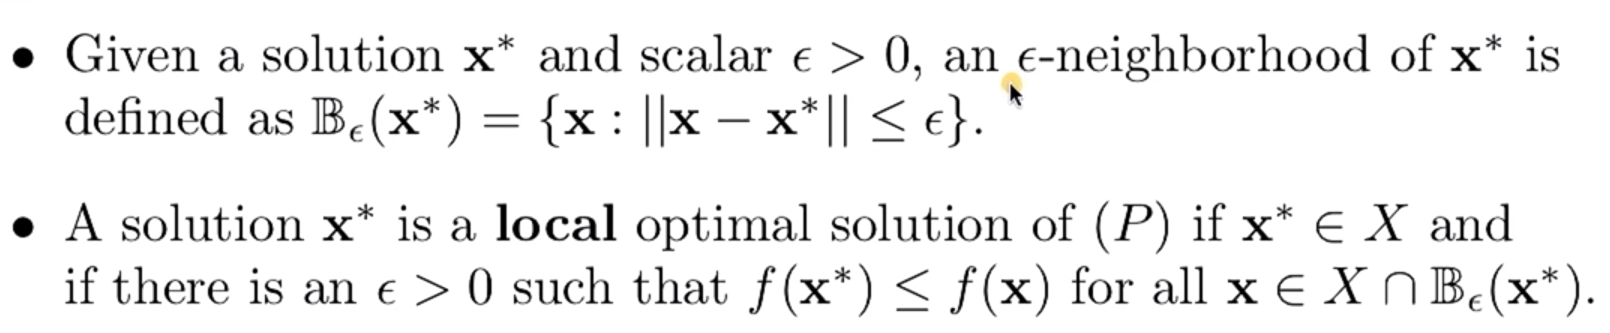 • Given a solution x* and scalar ϵ > 0, an ϵ-neighborhood of x* is
defined as 𝔹ϵ(x*) = {x : ||x − x*|| ≤ ϵ}.
• A solution x* is a local optimal solution of (P) if x* ∈ X and
if there is an ϵ > 0 such that f(x*) ≤ f(x) for all x ∈ X ∩ 𝔹ϵ(x*).